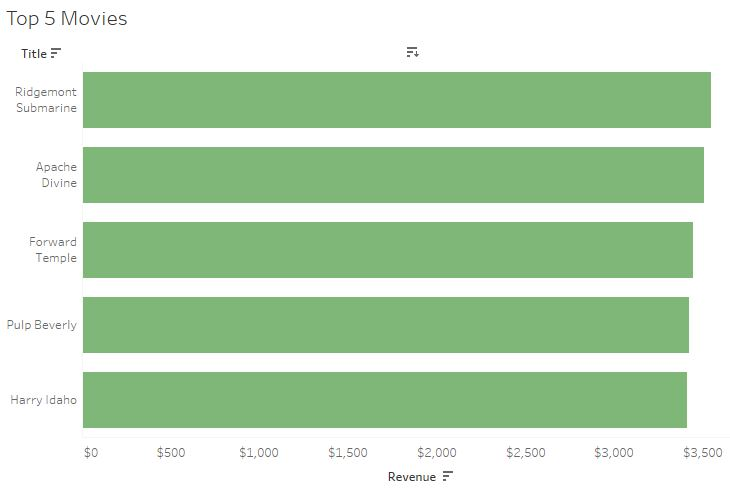 Top 5 Movies
Title
Ridgemont
Submarine
Apache
Divine
Forward
Temple
Pulp Beverly
Harry Idaho
$0 $500 $1,000 $1,500 $2,000 $2,500 $3,000 $3,500
Revenue